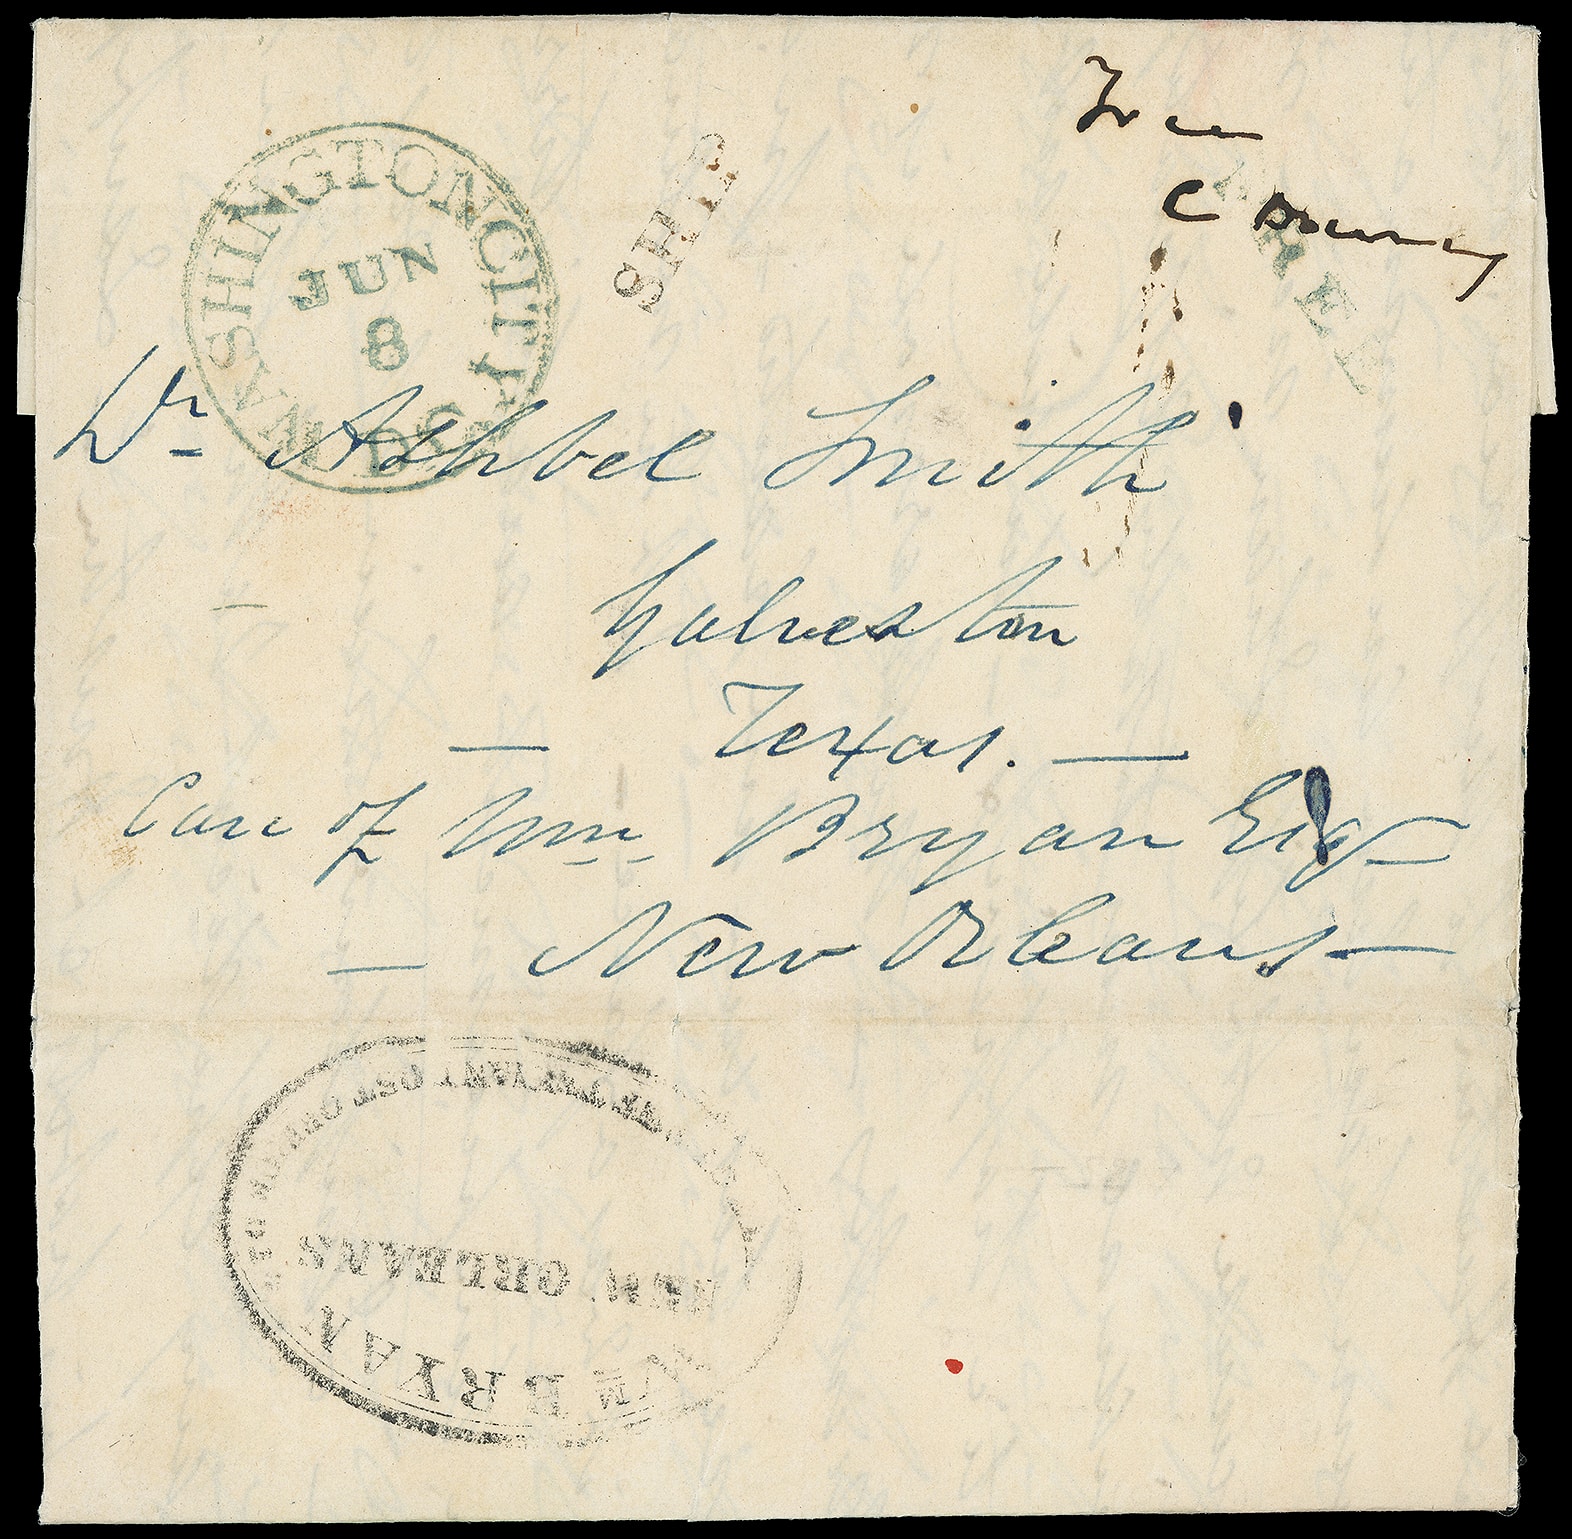 Free
C
FREE
SHIP
WASHINGTON CITY
JUN
8
Dr Ashbel Smith
Galveston
Texas.
Care of Wm. Bryan Esq
New Orleans
WM BRYAN
NEW ORLEANS